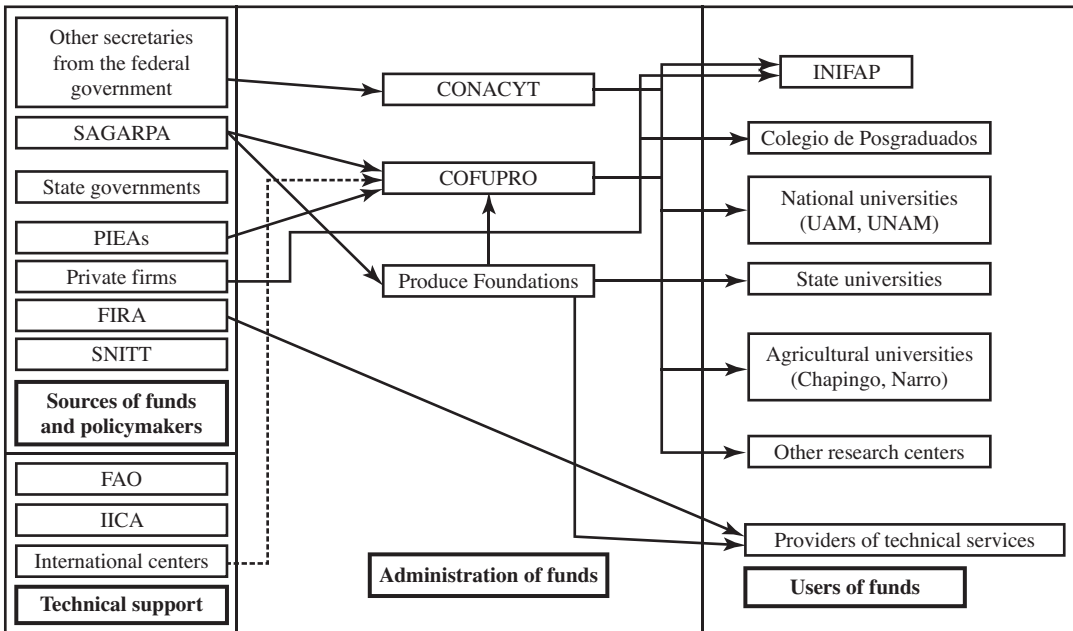 Other secretaries
from the federal
government
SAGARPA
State governments
PIEAs
Private firms
FIRA
SNITT
Sources of funds
and policymakers
FAO
IICA
International centers
Technical support
CONACYT
COFUPRO
Produce Foundations
Administration of funds
INIFAP
Colegio de Posgraduados
National universities
(UAM, UNAM)
State universities
Agricultural universities
(Chapingo, Narro)
Other research centers
Providers of technical services
Users of funds